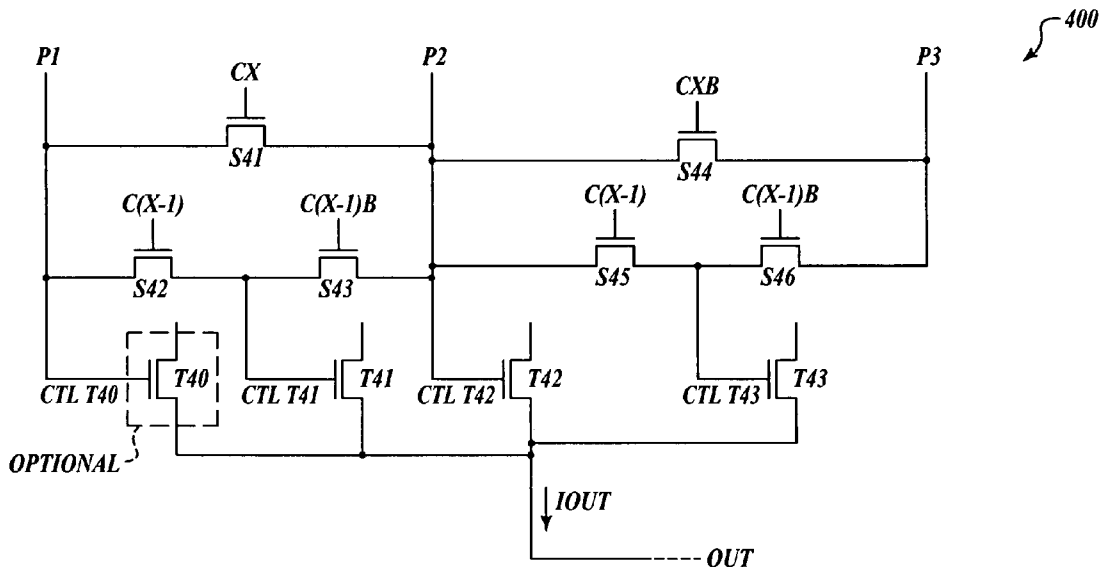 400
P1 P2 P3
CX CXB
S41 S44
C(X-1) C(X-1)B C(X-1) C(X-1)B
S42 S43 S45 S46
T40 T41 T42 T43
CTL T40 CTL T41 CTL T42 CTL T43
OPTIONAL
IOUT
OUT